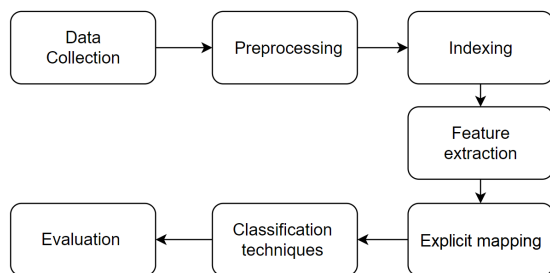 Data
Collection
Preprocessing
Indexing
Feature
extraction
Explicit mapping
Classification
techniques
Evaluation